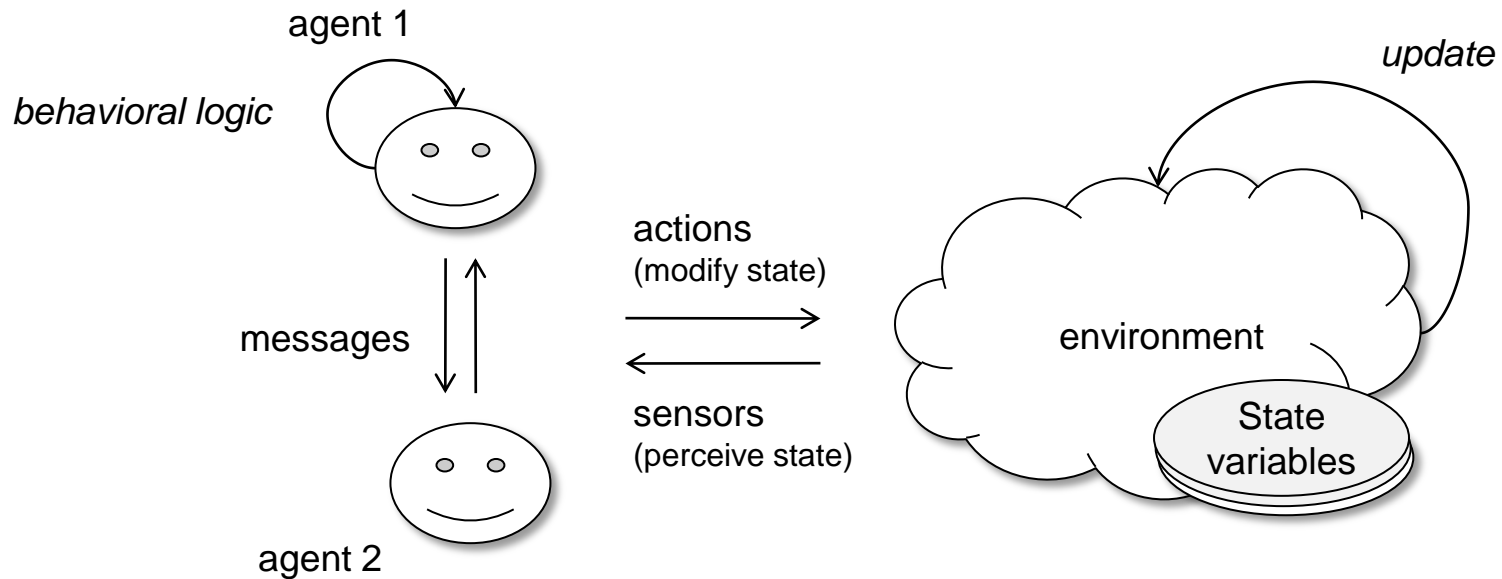 agent 1
behavioral logic
messages
agent 2
actions
(modify state)
sensors
(perceive state)
update
environment
State
variables